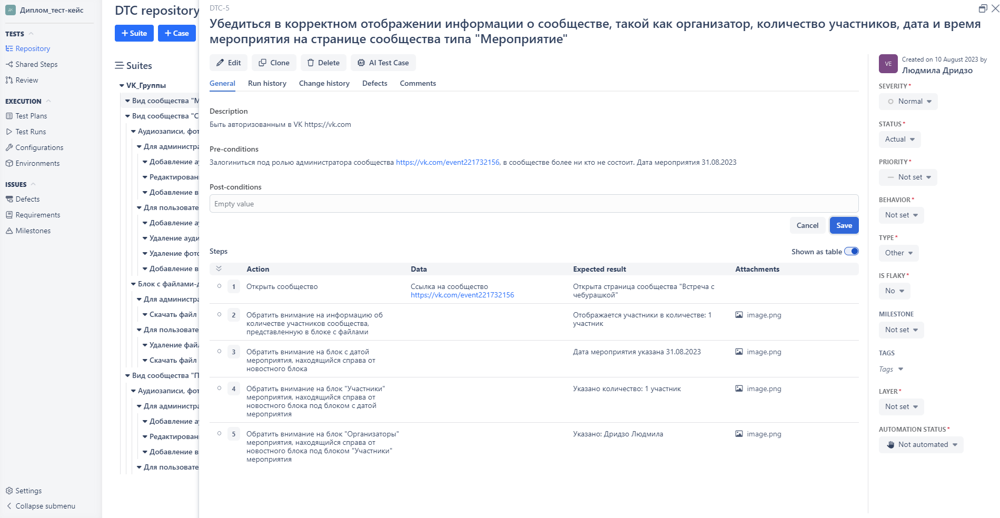 ДК Диплом_тест-кейс
TESTS
Repository
Shared Steps
Review
EXECUTION
Test Plans
Test Runs
Configurations
Environments
ISSUES
Defects
Requirements
Milestones
Settings
Collapse submenu
DTC repository
+ Suite
+ Case
Suites
VK_Группы
Вид сообщества "М
Вид сообщества "С
Аудиозаписи, фот
Для администра
Добавление ау
Редактировани
Добавление в
Для пользовате
Добавление ау
Удаление ауди
Удаление фото
Добавление в
Блок с файлами-д
Для администра
Скачать файл
Для пользовате
Удаление файл
Скачать файл
Вид сообщества "П
Аудиозаписи, фот
Для администра
Добавление ау
Редактировани
Добавление в
Для пользовате
DTC-5
Убедиться в корректном отображении информации о сообществе, такой как организатор, количество участников, дата и время
мероприятия на странице сообщества типа "Мероприятие"
Edit
Clone
Delete
AI Test Case
General
Run history
Change history
Defects
Comments
Description
Быть авторизованным в VK https://vk.com
Pre-conditions
Залогиниться под ролью администратора сообщества https://vk.com/event221732156, в сообществе более ни кто не состоит. Дата мероприятия 31.08.2023
Post-conditions
Empty value
Cancel
Save
Steps
Shown as table
Action
Data
Expected result
Attachments
1
Открыть сообщество
Ссылка на сообщество
https://vk.com/event221732156
Открыта страница сообщества "Встреча с
чебурашкой"
2
Обратить внимание на информацию об
количестве участников сообщества,
представленную в блоке с файлами
Отображается участники в количестве: 1
участник
image.png
3
Обратить внимание на блок с датой
мероприятия, находящийся справа от
новостного блока
Дата мероприятия указана 31.08.2023
image.png
4
Обратить внимание на блок "Участники"
мероприятия, находящийся справа от
новостного блока под блоком с датой
мероприятия
Указано количество: 1 участник
image.png
5
Обратить внимание на блок "Организаторы"
мероприятия, находящийся справа от
новостного блока под блоком "Участники"
мероприятия
Указано: Дридзо Людмила
image.png
VE
Created on 10 August 2023 by
Людмила Дридзо
SEVERITY*
Normal
STATUS*
Actual
PRIORITY*
Not set
BEHAVIOR*
Not set
TYPE*
Other
IS FLAKY*
No
MILESTONE
Not set
TAGS
Tags
LAYER*
Not set
AUTOMATION STATUS*
Not automated